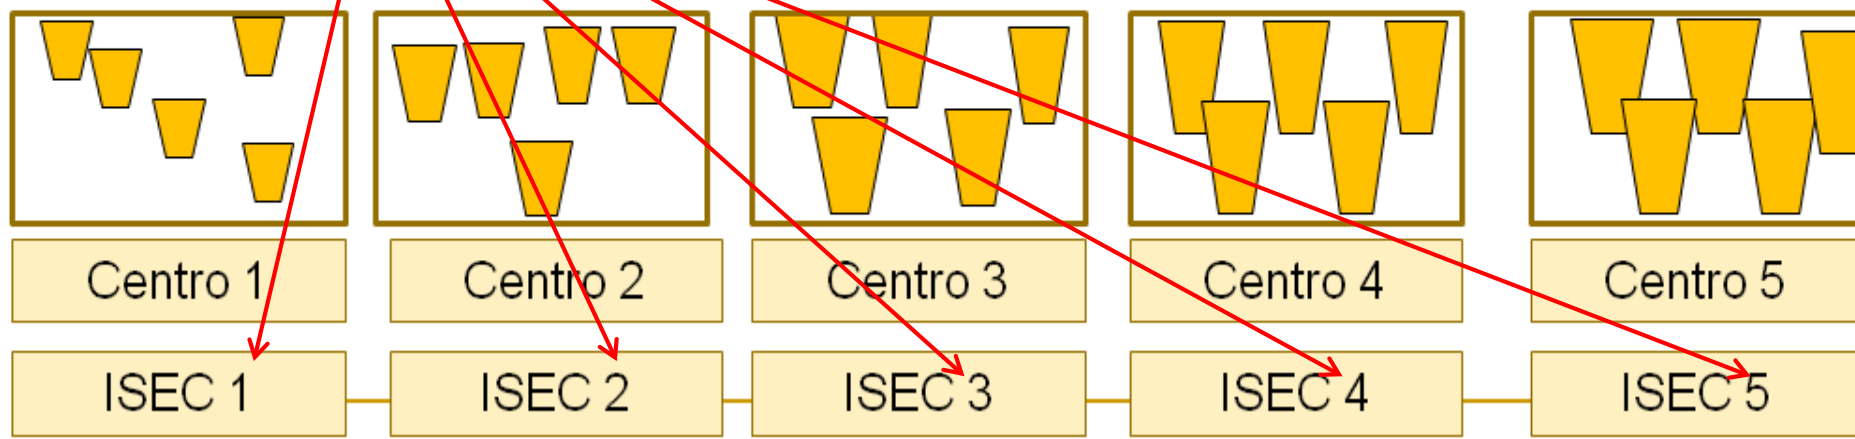 Centro 1
Centro 2
Centro 3
Centro 4
Centro 5
ISEC 1
ISEC 2
ISEC 3
ISEC 4
ISEC 5